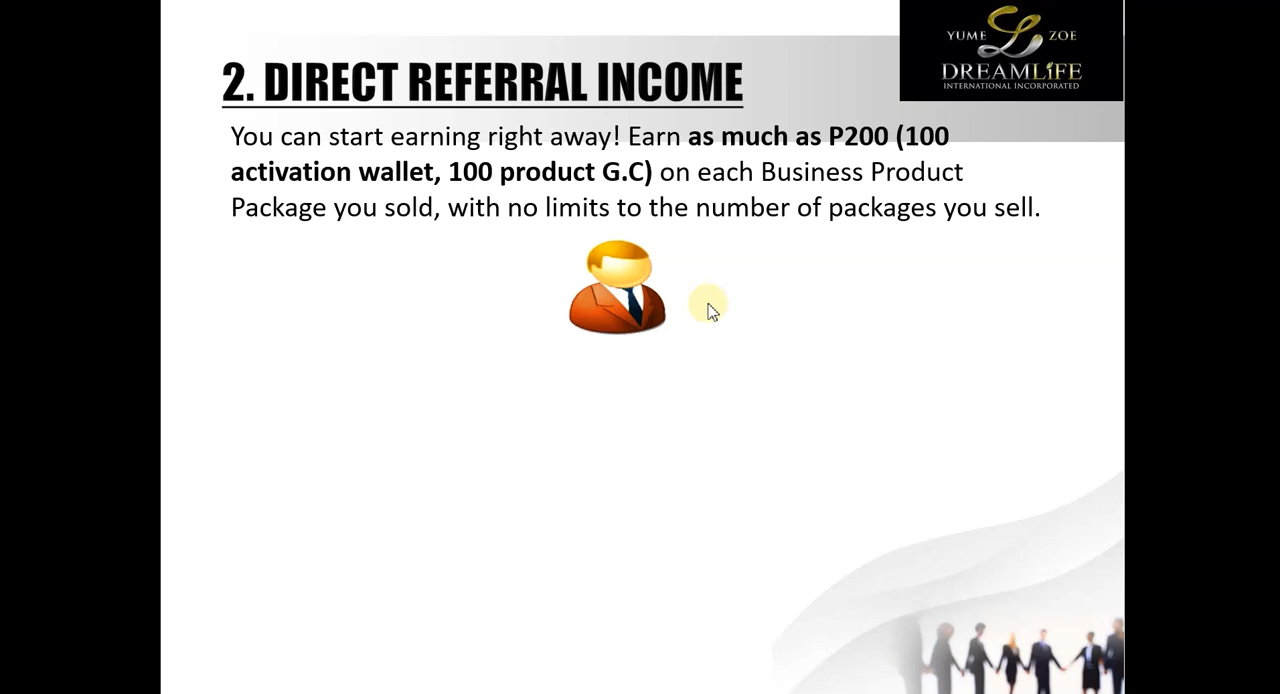 YUME ZOE
DREAMLiFE
INTERNATIONAL INCORPORATED
2. DIRECT REFERRAL INCOME
You can start earning right away! Earn as much as P200 (100
activation wallet, 100 product G.C) on each Business Product
Package you sold, with no limits to the number of packages you sell.